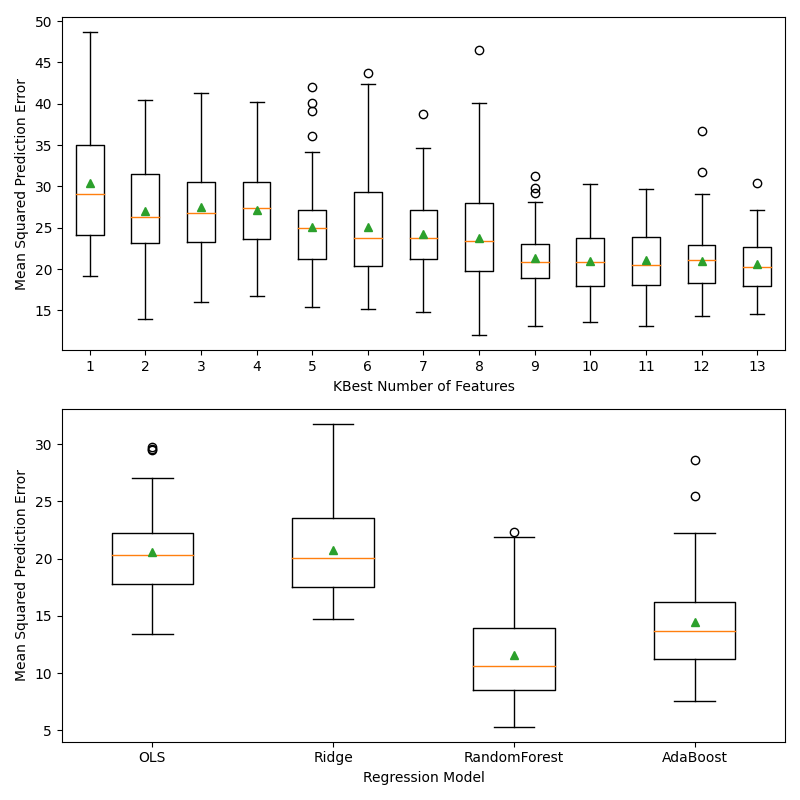 Mean Squared Prediction Error
50
45
40
35
30
25
20
15
1 2 3 4 5 6 7 8 9 10 11 12 13
KBest Number of Features
Mean Squared Prediction Error
30
25
20
15
10
5
OLS Ridge RandomForest AdaBoost
Regression Model